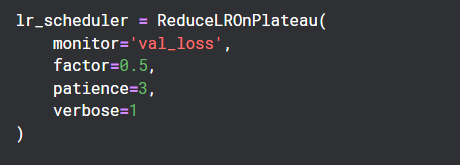 lr_scheduler = ReduceLROnPlateau(
    monitor='val_loss',
    factor=0.5,
    patience=3,
    verbose=1
)